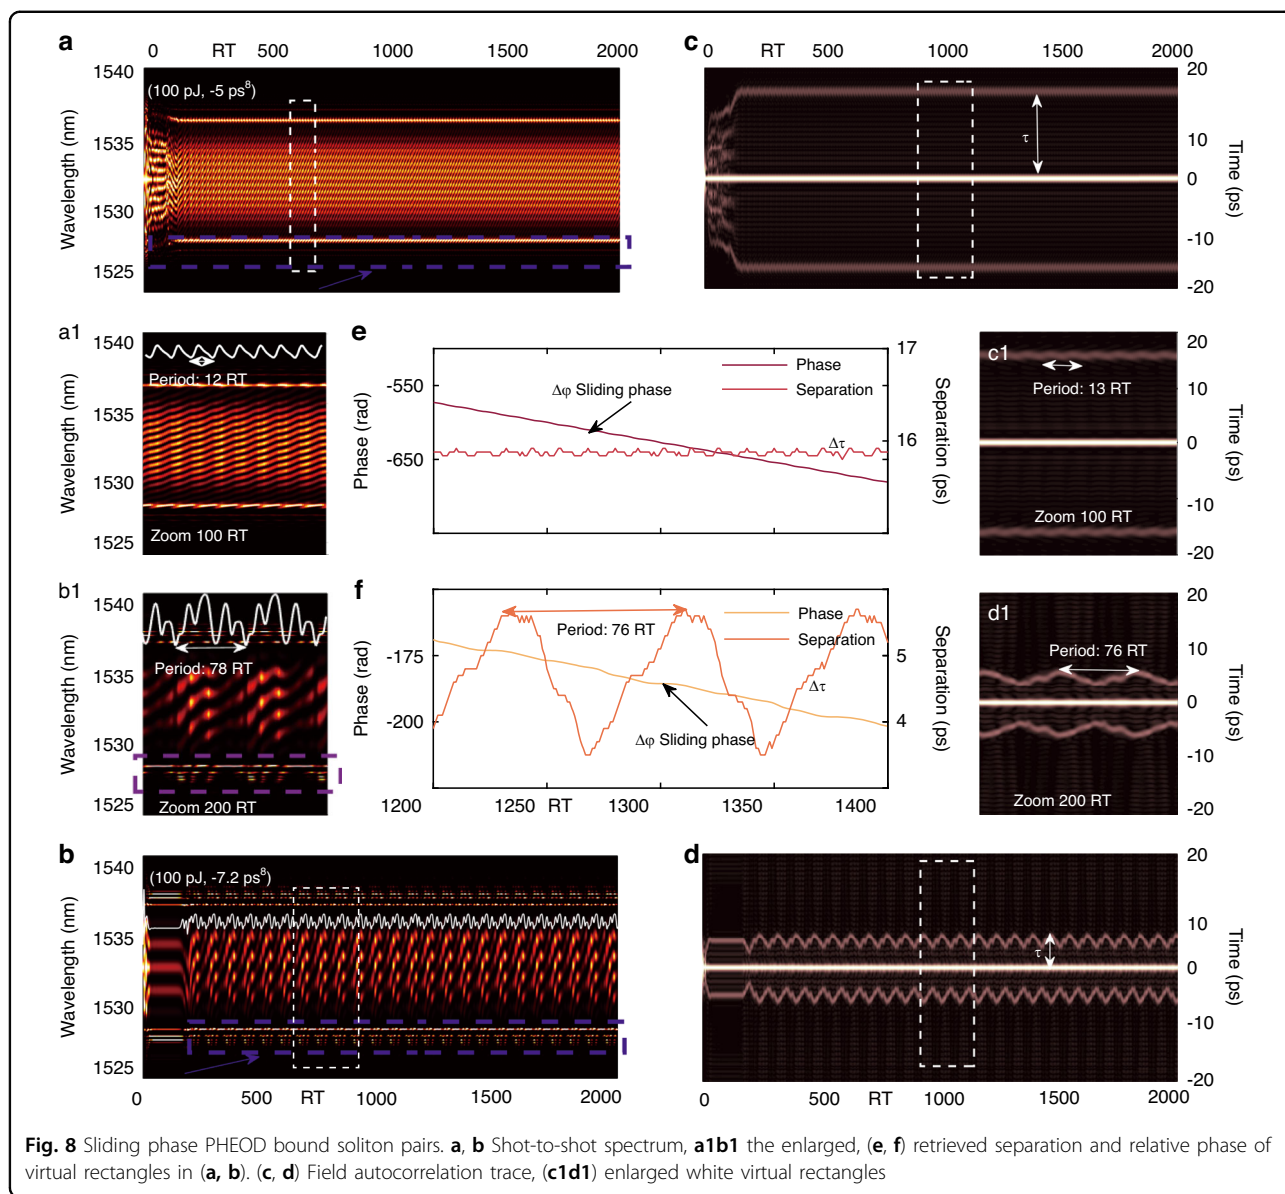 a
0 RT 500 1000 1500 2000
1540
1535
1530
1525
Wavelength (nm)
(100 pJ, -5 ps⁸)
c
0 RT 500 1000 1500 2000
20
10
0
-10
-20
Time (ps)
τ
a1
1540
1535
1530
1525
Wavelength (nm)
Period: 12 RT
Zoom 100 RT
e
-550
-650
Phase (rad)
Phase
Separation
Δφ Sliding phase
Δτ
17
16
15
Separation (ps)
c1
Period: 13 RT
Zoom 100 RT
20
10
0
-10
-20
Time (ps)
b1
1540
1535
1530
1525
Wavelength (nm)
Period: 78 RT
Zoom 200 RT
f
-175
-200
Phase (rad)
Period: 76 RT
Phase
Separation
Δτ
Δφ Sliding phase
5
4
Separation (ps)
1200 1250 RT 1300 1350 1400
d1
Period: 76 RT
Zoom 200 RT
20
10
0
-10
-20
Time (ps)
b
1540
1535
1530
1525
Wavelength (nm)
(100 pJ, -7.2 ps⁸)
0 500 RT 1000 1500 2000
d
τ
20
10
0
-10
-20
Time (ps)
0 500 RT 1000 1500 2000
Fig. 8 Sliding phase PHEOD bound soliton pairs. a, b Shot-to-shot spectrum, a1b1 the enlarged, (e, f) retrieved separation and relative phase of
virtual rectangles in (a, b). (c, d) Field autocorrelation trace, (c1d1) enlarged white virtual rectangles